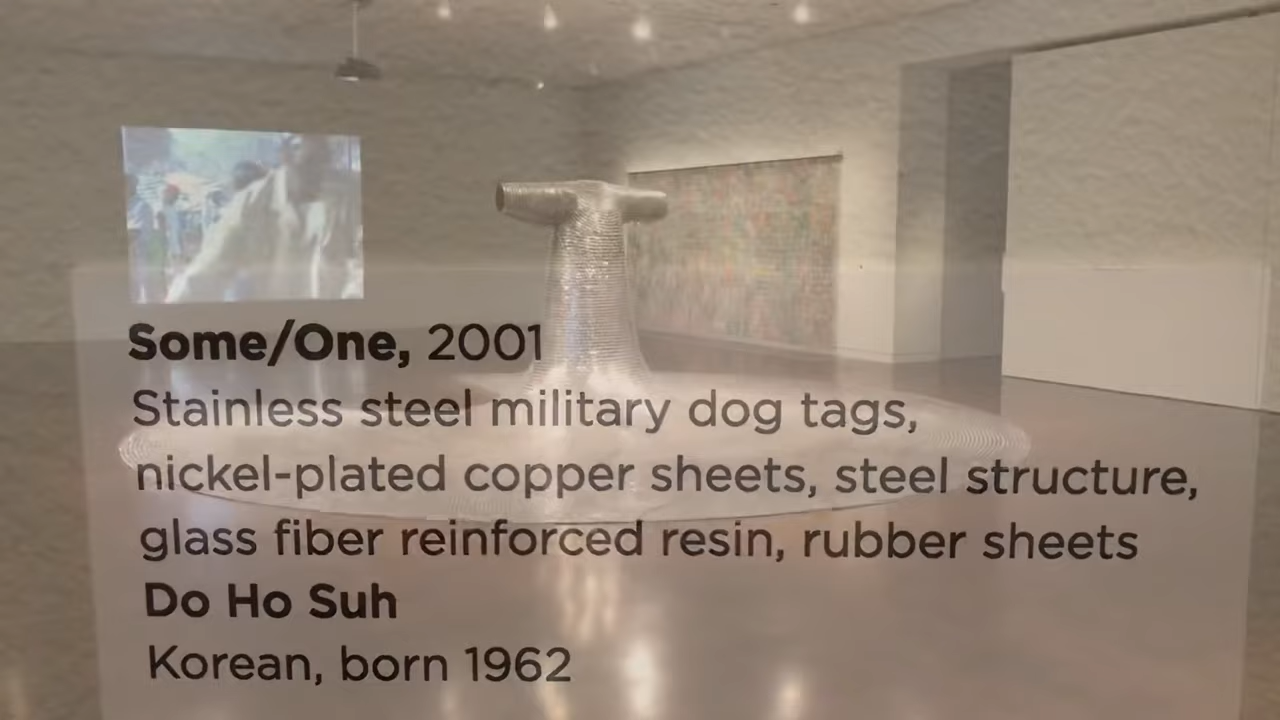 Some/One, 2001
Stainless steel military dog tags,
nickel-plated copper sheets, steel structure,
glass fiber reinforced resin, rubber sheets
Do Ho Suh
Korean, born 1962